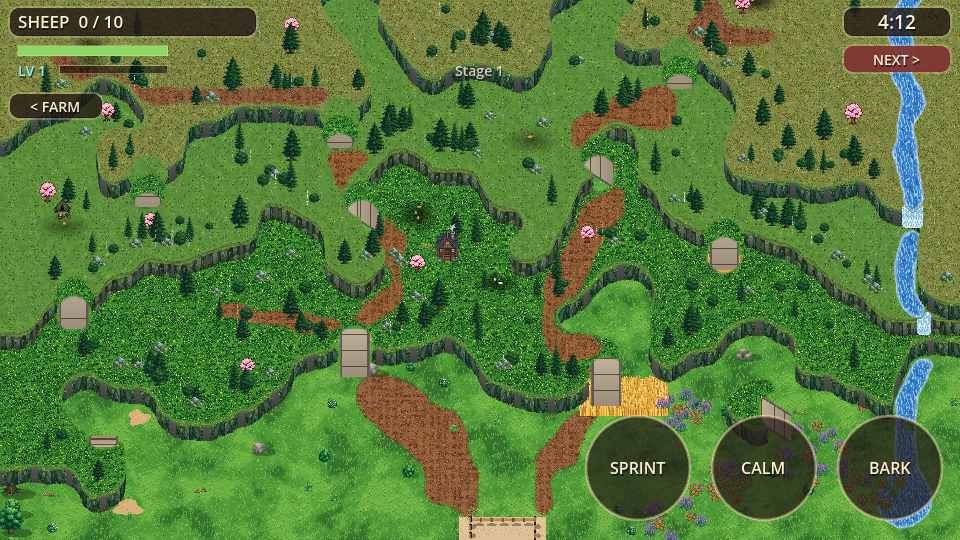 SHEEP 0 / 10
4:12
LV 1
Stage 1
NEXT >
< FARM
SPRINT
CALM
BARK